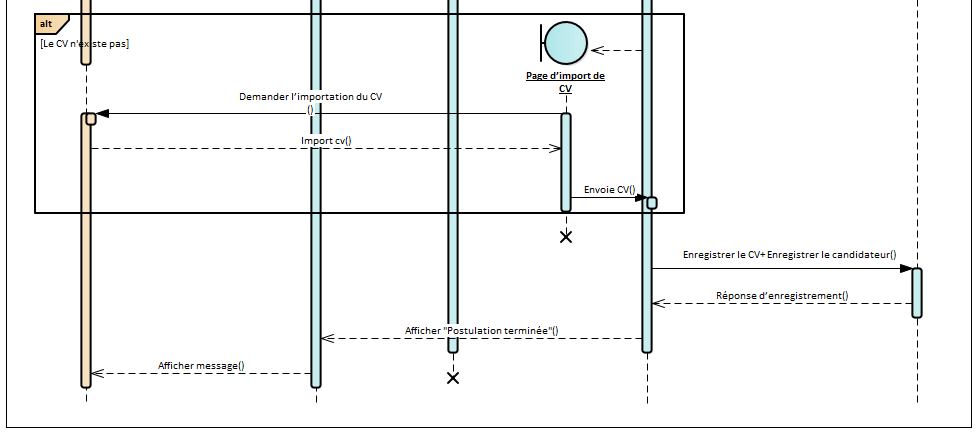 alt
[Le CV n'existe pas]
Page d'import de
CV
Demander l'importation du CV
()
Import cv()
Envoie CV()
Enregistrer le CV+ Enregistrer le candidateur()
Réponse d'enregistrement()
Afficher "Postulation terminée"()
Afficher message()